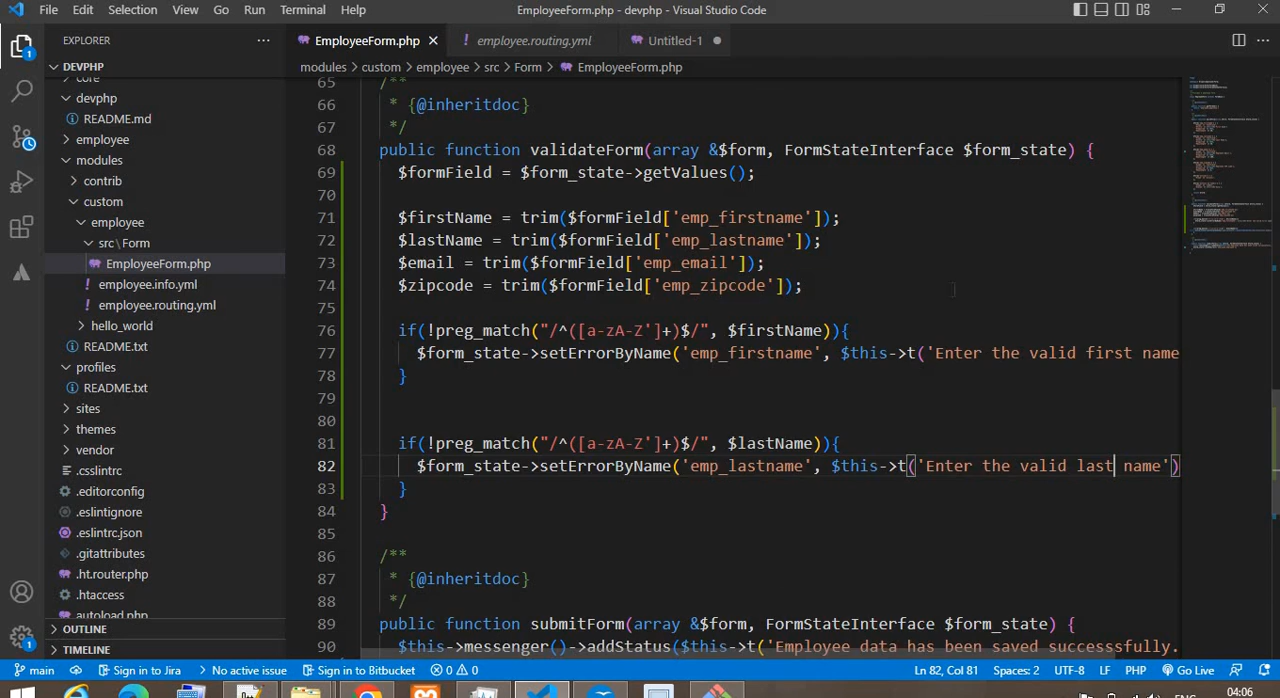 File Edit Selection View Go Run Terminal Help EmployeeForm.php - devphp - Visual Studio Code
EXPLORER ...
EmployeeForm.php × ! employee.routing.yml Untitled-1 ●
DEVPHP
modules > custom > employee > src > Form > EmployeeForm.php
core
devphp
README.md
employee
modules
contrib
custom
employee
src\Form
EmployeeForm.php
! employee.info.yml
! employee.routing.yml
hello_world
README.txt
profiles
README.txt
sites
themes
vendor
.csslintrc
.editorconfig
.eslintignore
.eslintrc.json
.gitattributes
.ht.router.php
.htaccess
autoload.php
OUTLINE
TIMELINE
1
1
65 /**
66 * {@inheritdoc}
67 */
68 public function validateForm(array &$form, FormStateInterface $form_state) {
69 $formField = $form_state->getValues();
70
71 $firstName = trim($formField['emp_firstname']);
72 $lastName = trim($formField['emp_lastname']);
73 $email = trim($formField['emp_email']);
74 $zipcode = trim($formField['emp_zipcode']);
75
76 if(!preg_match("/^([a-zA-Z']+)$/", $firstName)){
77 $form_state->setErrorByName('emp_firstname', $this->t('Enter the valid first name
78 }
79
80
81 if(!preg_match("/^([a-zA-Z']+)$/", $lastName)){
82 $form_state->setErrorByName('emp_lastname', $this->t('Enter the valid last name')
83 }
84 }
85
86 /**
87 * {@inheritdoc}
88 */
89 public function submitForm(array &$form, FormStateInterface $form_state) {
90 $this->messenger()->addStatus($this->t('Employee data has been saved successsfully.
main Sign in to Jira No active issue Sign in to Bitbucket 0 0 Ln 82, Col 81 Spaces: 2 UTF-8 LF PHP Go Live
ENG 04:06